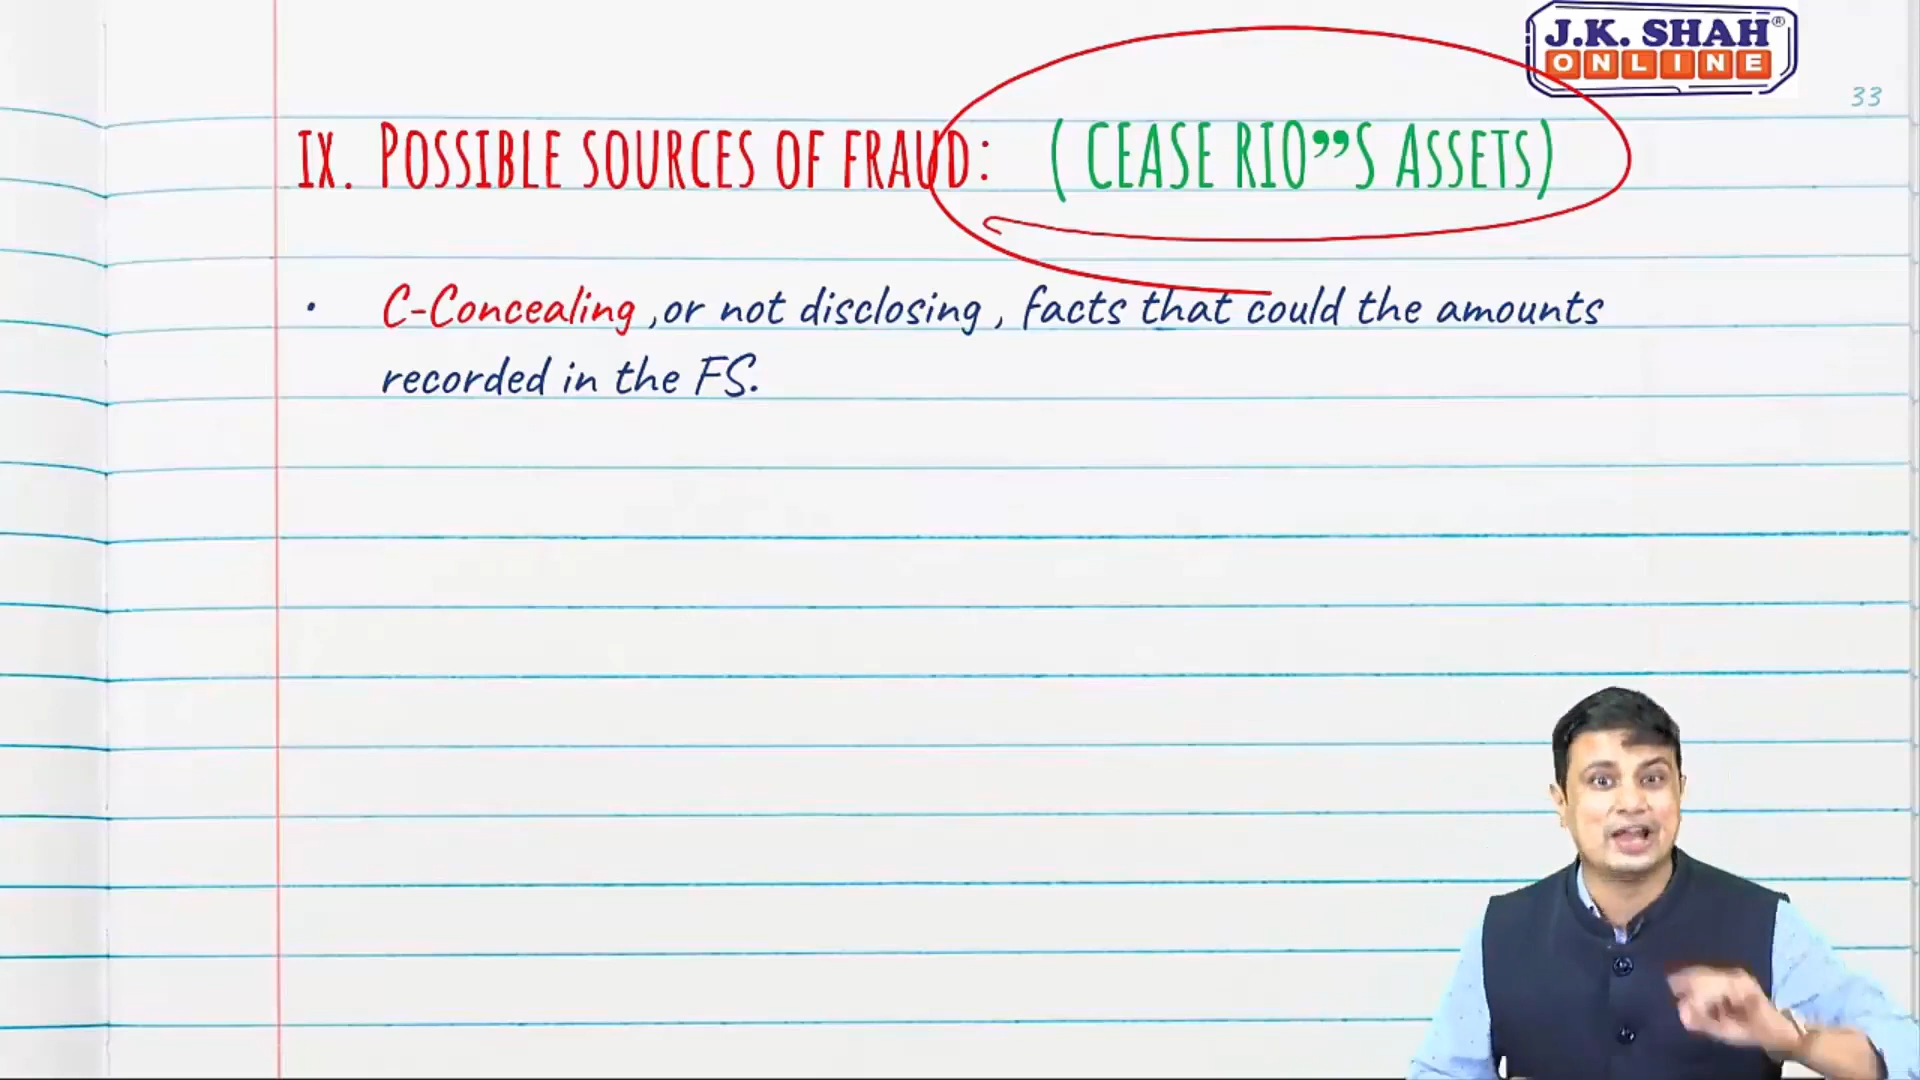 J.K. SHAH®
ONLINE
33
IX. POSSIBLE SOURCES OF FRAUD: ( CEASE RIO”S ASSETS)
• C-Concealing ,or not disclosing , facts that could the amounts
recorded in the FS.